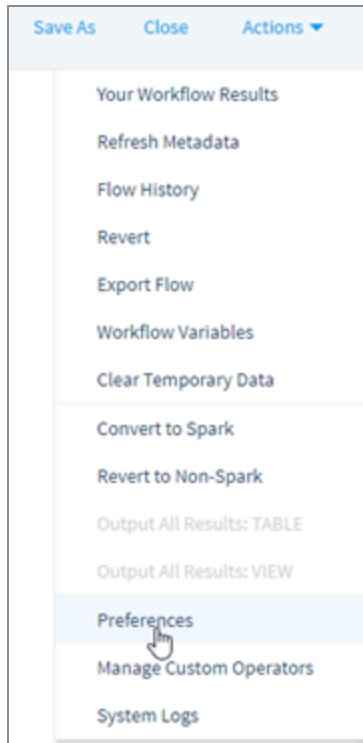 Save As Close Actions
Your Workflow Results
Refresh Metadata
Flow History
Revert
Export Flow
Workflow Variables
Clear Temporary Data
Convert to Spark
Revert to Non-Spark
Output All Results: TABLE
Output All Results: VIEW
Preferences
Manage Custom Operators
System Logs